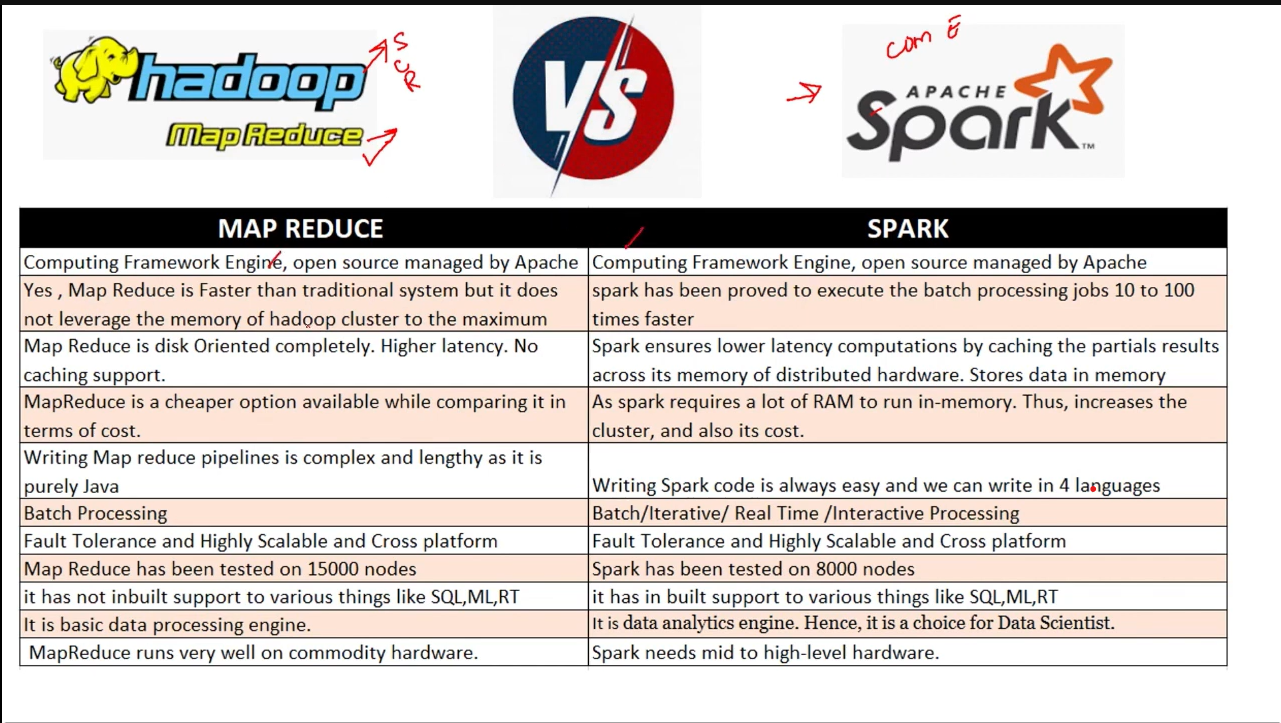 hadoop
Map Reduce
S
C
R
VS
com E
APACHE
Spark™
MAP REDUCE
SPARK
Computing Framework Engine, open source managed by Apache
Computing Framework Engine, open source managed by Apache
Yes , Map Reduce is Faster than traditional system but it does
not leverage the memory of hadoop cluster to the maximum
spark has been proved to execute the batch processing jobs 10 to 100
times faster
Map Reduce is disk Oriented completely. Higher latency. No
caching support.
Spark ensures lower latency computations by caching the partials results
across its memory of distributed hardware. Stores data in memory
MapReduce is a cheaper option available while comparing it in
terms of cost.
As spark requires a lot of RAM to run in-memory. Thus, increases the
cluster, and also its cost.
Writing Map reduce pipelines is complex and lengthy as it is
purely Java
Writing Spark code is always easy and we can write in 4 languages
Batch Processing
Batch/Iterative/ Real Time /Interactive Processing
Fault Tolerance and Highly Scalable and Cross platform
Fault Tolerance and Highly Scalable and Cross platform
Map Reduce has been tested on 15000 nodes
Spark has been tested on 8000 nodes
it has not inbuilt support to various things like SQL,ML,RT
it has in built support to various things like SQL,ML,RT
It is basic data processing engine.
It is data analytics engine. Hence, it is a choice for Data Scientist.
MapReduce runs very well on commodity hardware.
Spark needs mid to high-level hardware.